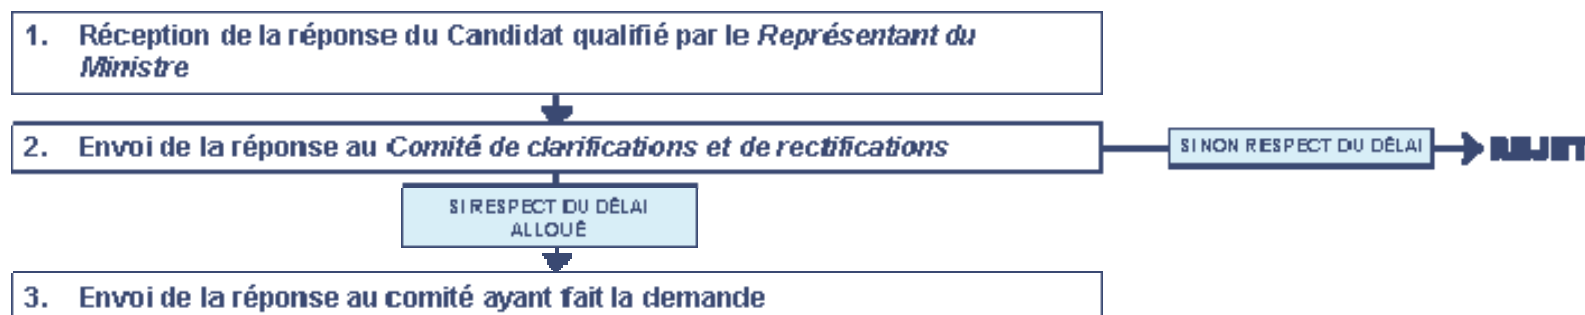 1. Réception de la réponse du Candidat qualifié par le Représentant du
Ministre
2. Envoi de la réponse au Comité de clarifications et de rectifications
SI NON RESPECT DU DÉLAI
REJET
SI RESPECT DU DÉLAI
ALLOUÉ
3. Envoi de la réponse au comité ayant fait la demande